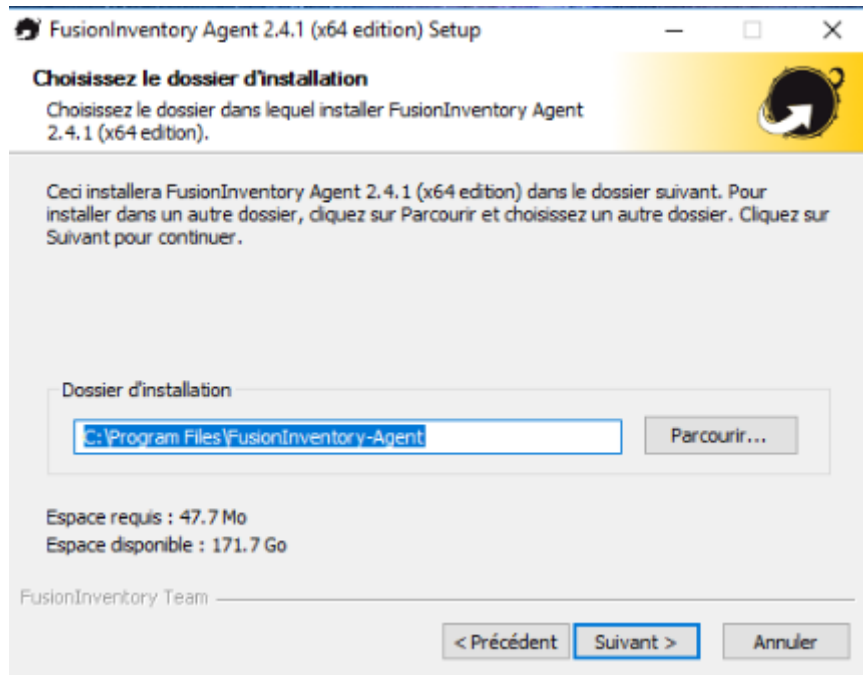 FusionInventory Agent 2.4.1 (x64 edition) Setup
Choisissez le dossier d'installation
Choisissez le dossier dans lequel installer FusionInventory Agent
2.4.1 (x64 edition).
Ceci installera FusionInventory Agent 2.4.1 (x64 edition) dans le dossier suivant. Pour
installer dans un autre dossier, cliquez sur Parcourir et choisissez un autre dossier. Cliquez sur
Suivant pour continuer.
Dossier d'installation
C:\Program Files\FusionInventory-Agent
Parcourir...
Espace requis : 47.7 Mo
Espace disponible : 171.7 Go
FusionInventory Team
< Précédent
Suivant >
Annuler